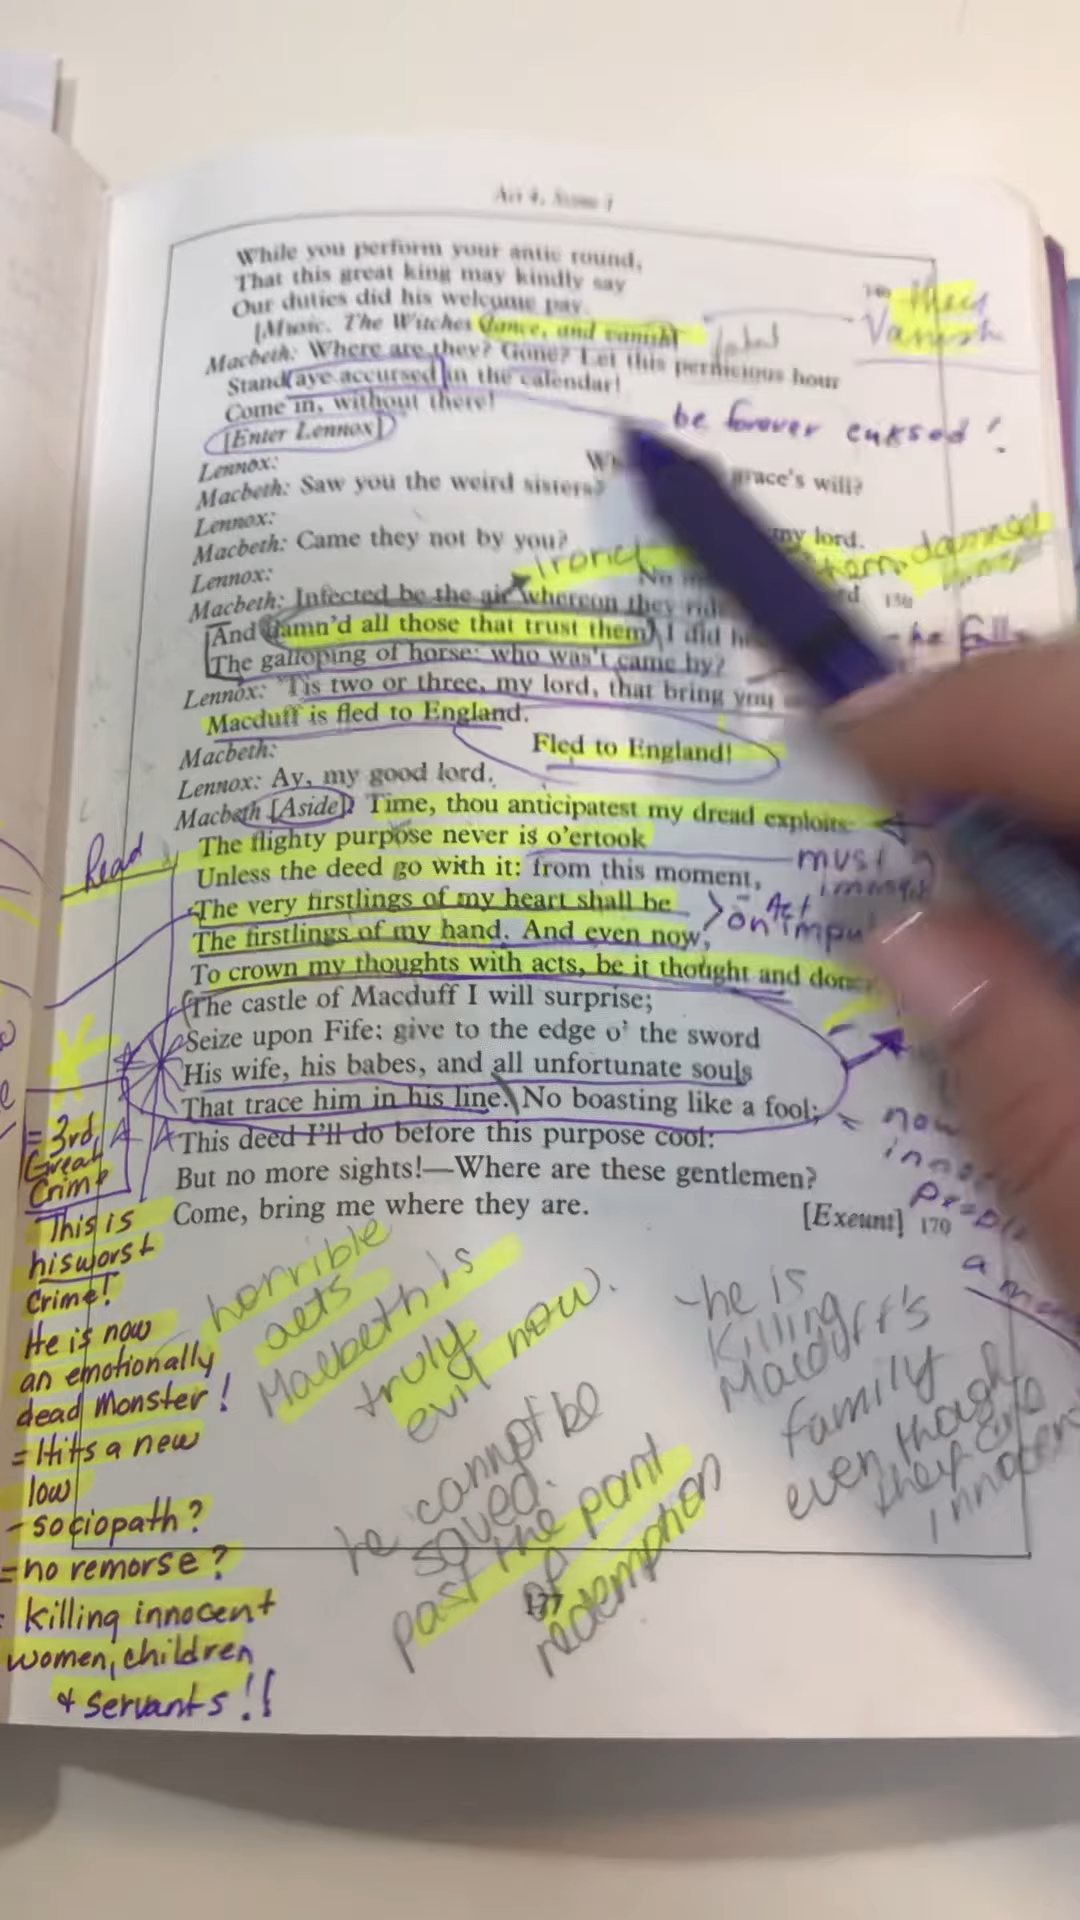 Act 4, Scene 1
While you perform your antic round,
That this great king may kindly say
Our duties did his welcome pay.
[Music. The Witches dance, and vanish]
they
Vanish
Macbeth: Where are they? Gone? Let this pernicious hour
Stand aye accursed in the calendar!
Come in, without there!
be forever cursed!
[Enter Lennox]
Lennox:
grace's will?
Macbeth: Saw you the weird sisters?
Lennox:
my lord.
Macbeth: Came they not by you?
damned
Lennox:
No
150
Macbeth: Infected be the air whereon they
And damn'd all those that trust them! I did
The galloping of horse: who was't came by?
Lennox: 'Tis two or three, my lord, that bring you
Macduff is fled to England.
Macbeth:
Fled to England!
Lennox: Ay, my good lord.
Macbeth [Aside]: Time, thou anticipatest my dread exploits
The flighty purpose never is o'ertook
Read
must
Unless the deed go with it: from this moment,
The very firstlings of my heart shall be
Act
on
The firstlings of my hand. And even now,
To crown my thoughts with acts, be it thought and done:
The castle of Macduff I will surprise;
Seize upon Fife: give to the edge o' the sword
His wife, his babes, and all unfortunate souls
That trace him in his line. No boasting like a fool;
= now
This deed I'll do before this purpose cool:
But no more sights!—Where are these gentlemen?
Come, bring me where they are.
[Exeunt] 170
= 3rd
Great
Crime
This is
his worst
Crime!
He is now
an emotionally
dead Monster!
= Hits a new
low
- sociopath?
= no remorse?
killing innocent
women, children
+ servants!!
horrible
acts
Macbeth is
truly
evil now.
he cannot be
saved.
past the point
of
redemption
-he is
Killing
Macduff's
family
even though
they are
177